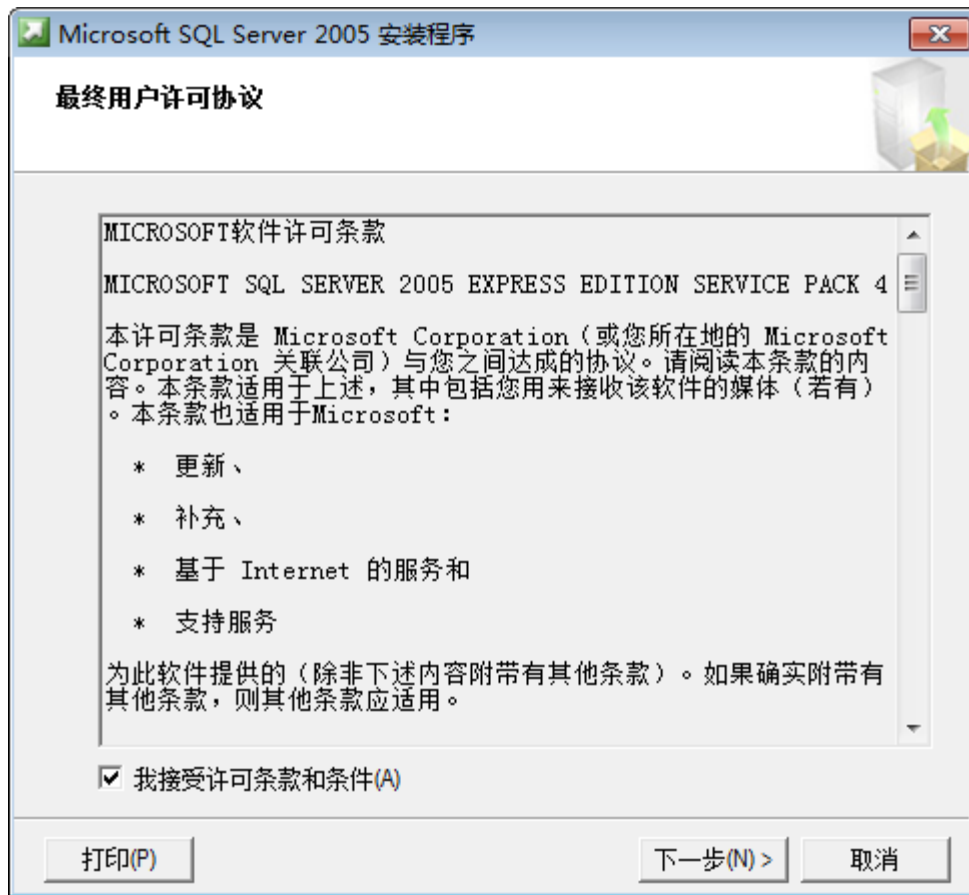 Microsoft SQL Server 2005 安装程序
最终用户许可协议
MICROSOFT软件许可条款
MICROSOFT SQL SERVER 2005 EXPRESS EDITION SERVICE PACK 4
本许可条款是 Microsoft Corporation（或您所在地的 Microsoft
Corporation 关联公司）与您之间达成的协议。请阅读本条款的内
容。本条款适用于上述，其中包括您用来接收该软件的媒体（若有）
。本条款也适用于Microsoft：
* 更新、
* 补充、
* 基于 Internet 的服务和
* 支持服务
为此软件提供的（除非下述内容附带有其他条款）。如果确实附带有
其他条款，则其他条款应适用。
我接受许可条款和条件(A)
打印(P) 下一步(N) > 取消